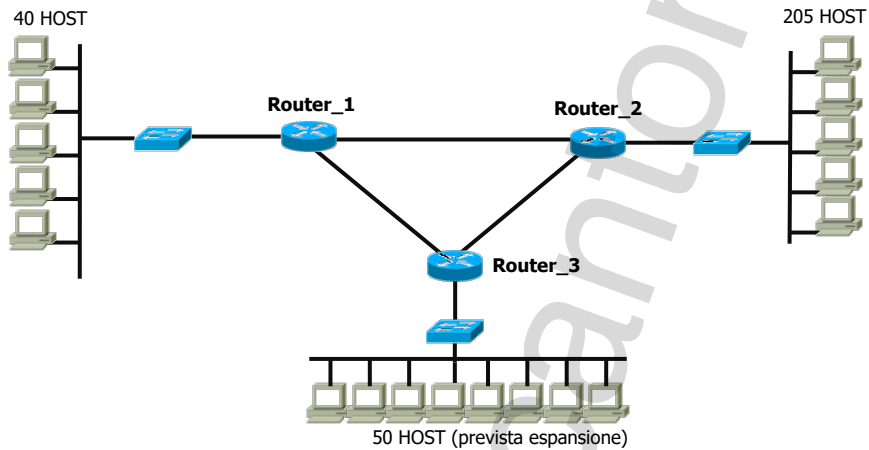 40 HOST
205 HOST
Router_1
Router_2
Router_3
50 HOST (prevista espansione)